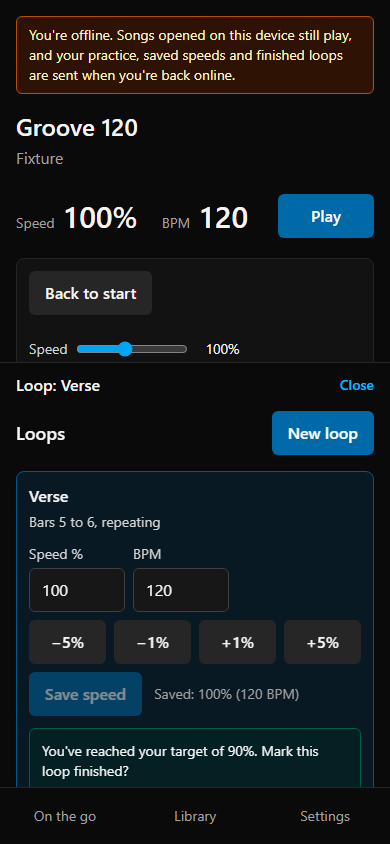 You're offline. Songs opened on this device still play,
and your practice, saved speeds and finished loops
are sent when you're back online.
Groove 120
Fixture
Speed 100% BPM 120 Play
Back to start
Speed 100%
Loop: Verse Close
Loops New loop
Verse
Bars 5 to 6, repeating
Speed % BPM
100 120
−5% −1% +1% +5%
Save speed Saved: 100% (120 BPM)
You've reached your target of 90%. Mark this
loop finished?
On the go Library Settings